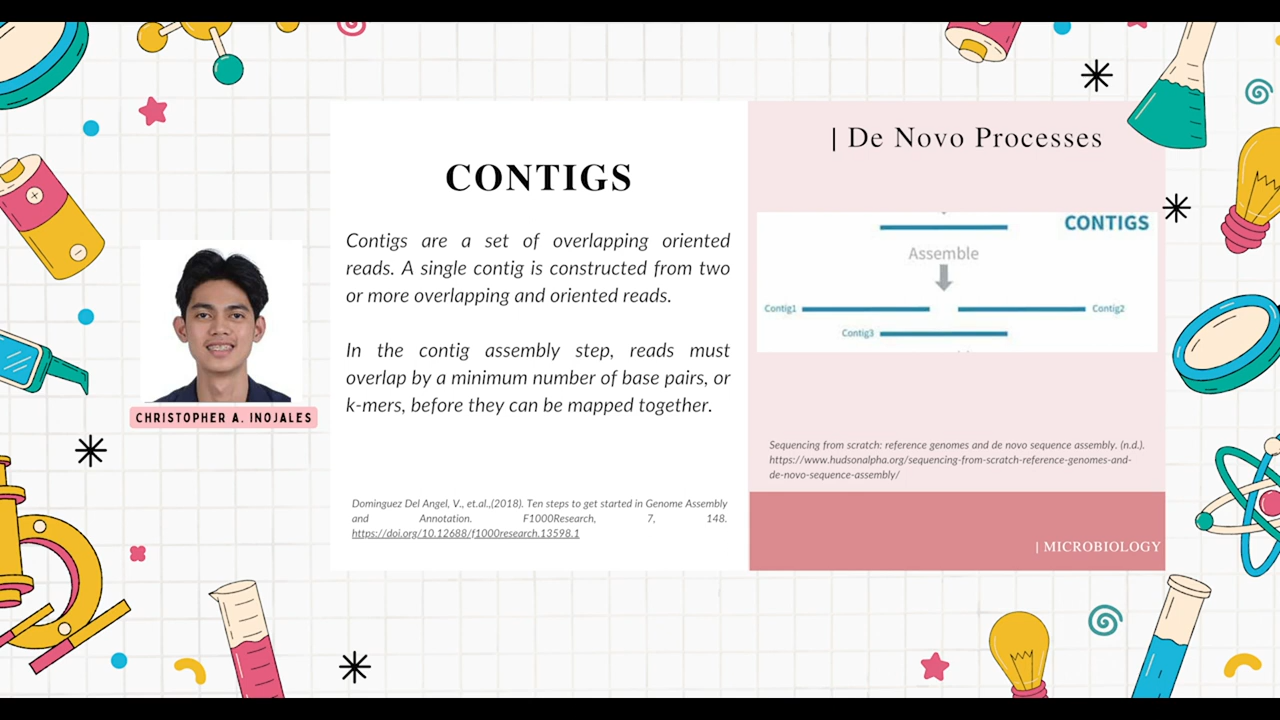 CONTIGS
Contigs are a set of overlapping oriented
reads. A single contig is constructed from two
or more overlapping and oriented reads.
In the contig assembly step, reads must
overlap by a minimum number of base pairs, or
k-mers, before they can be mapped together.
Dominguez Del Angel, V., et.al.,(2018). Ten steps to get started in Genome Assembly
and Annotation. F1000Research, 7, 148.
https://doi.org/10.12688/f1000research.13598.1
CHRISTOPHER A. INOJALES
| De Novo Processes
CONTIGS
Assemble
Contig1
Contig2
Contig3
Sequencing from scratch: reference genomes and de novo sequence assembly. (n.d.).
https://www.hudsonalpha.org/sequencing-from-scratch-reference-genomes-and-
de-novo-sequence-assembly/
| MICROBIOLOGY